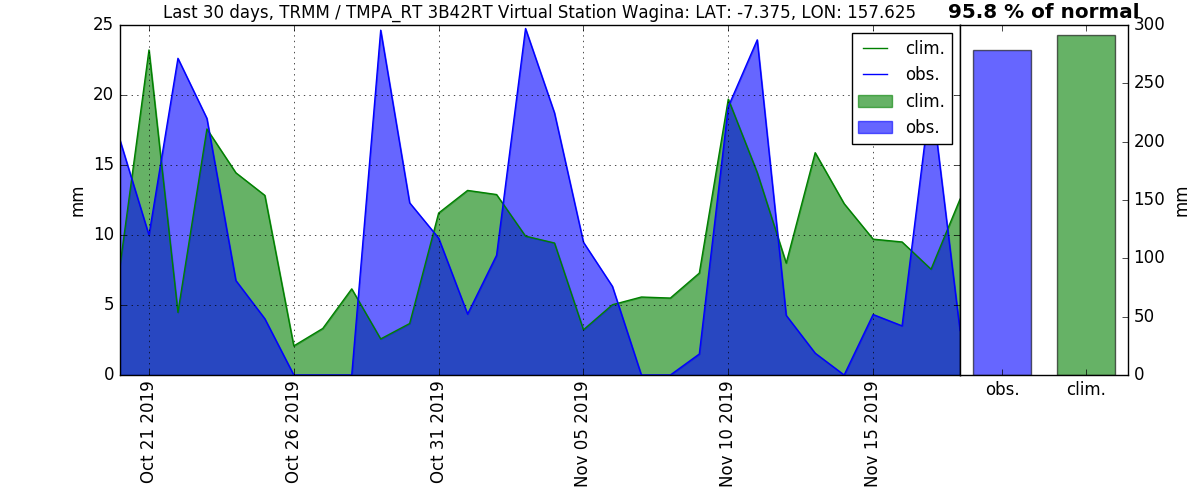 Last 30 days, TRMM / TMPA_RT 3B42RT Virtual Station Wagina: LAT: -7.375, LON: 157.625
95.8 % of normal
25
20
15
10
5
0
mm
clim.
obs.
clim.
obs.
Oct 21 2019
Oct 26 2019
Oct 31 2019
Nov 05 2019
Nov 10 2019
Nov 15 2019
300
250
200
150
100
50
0
mm
obs.
clim.